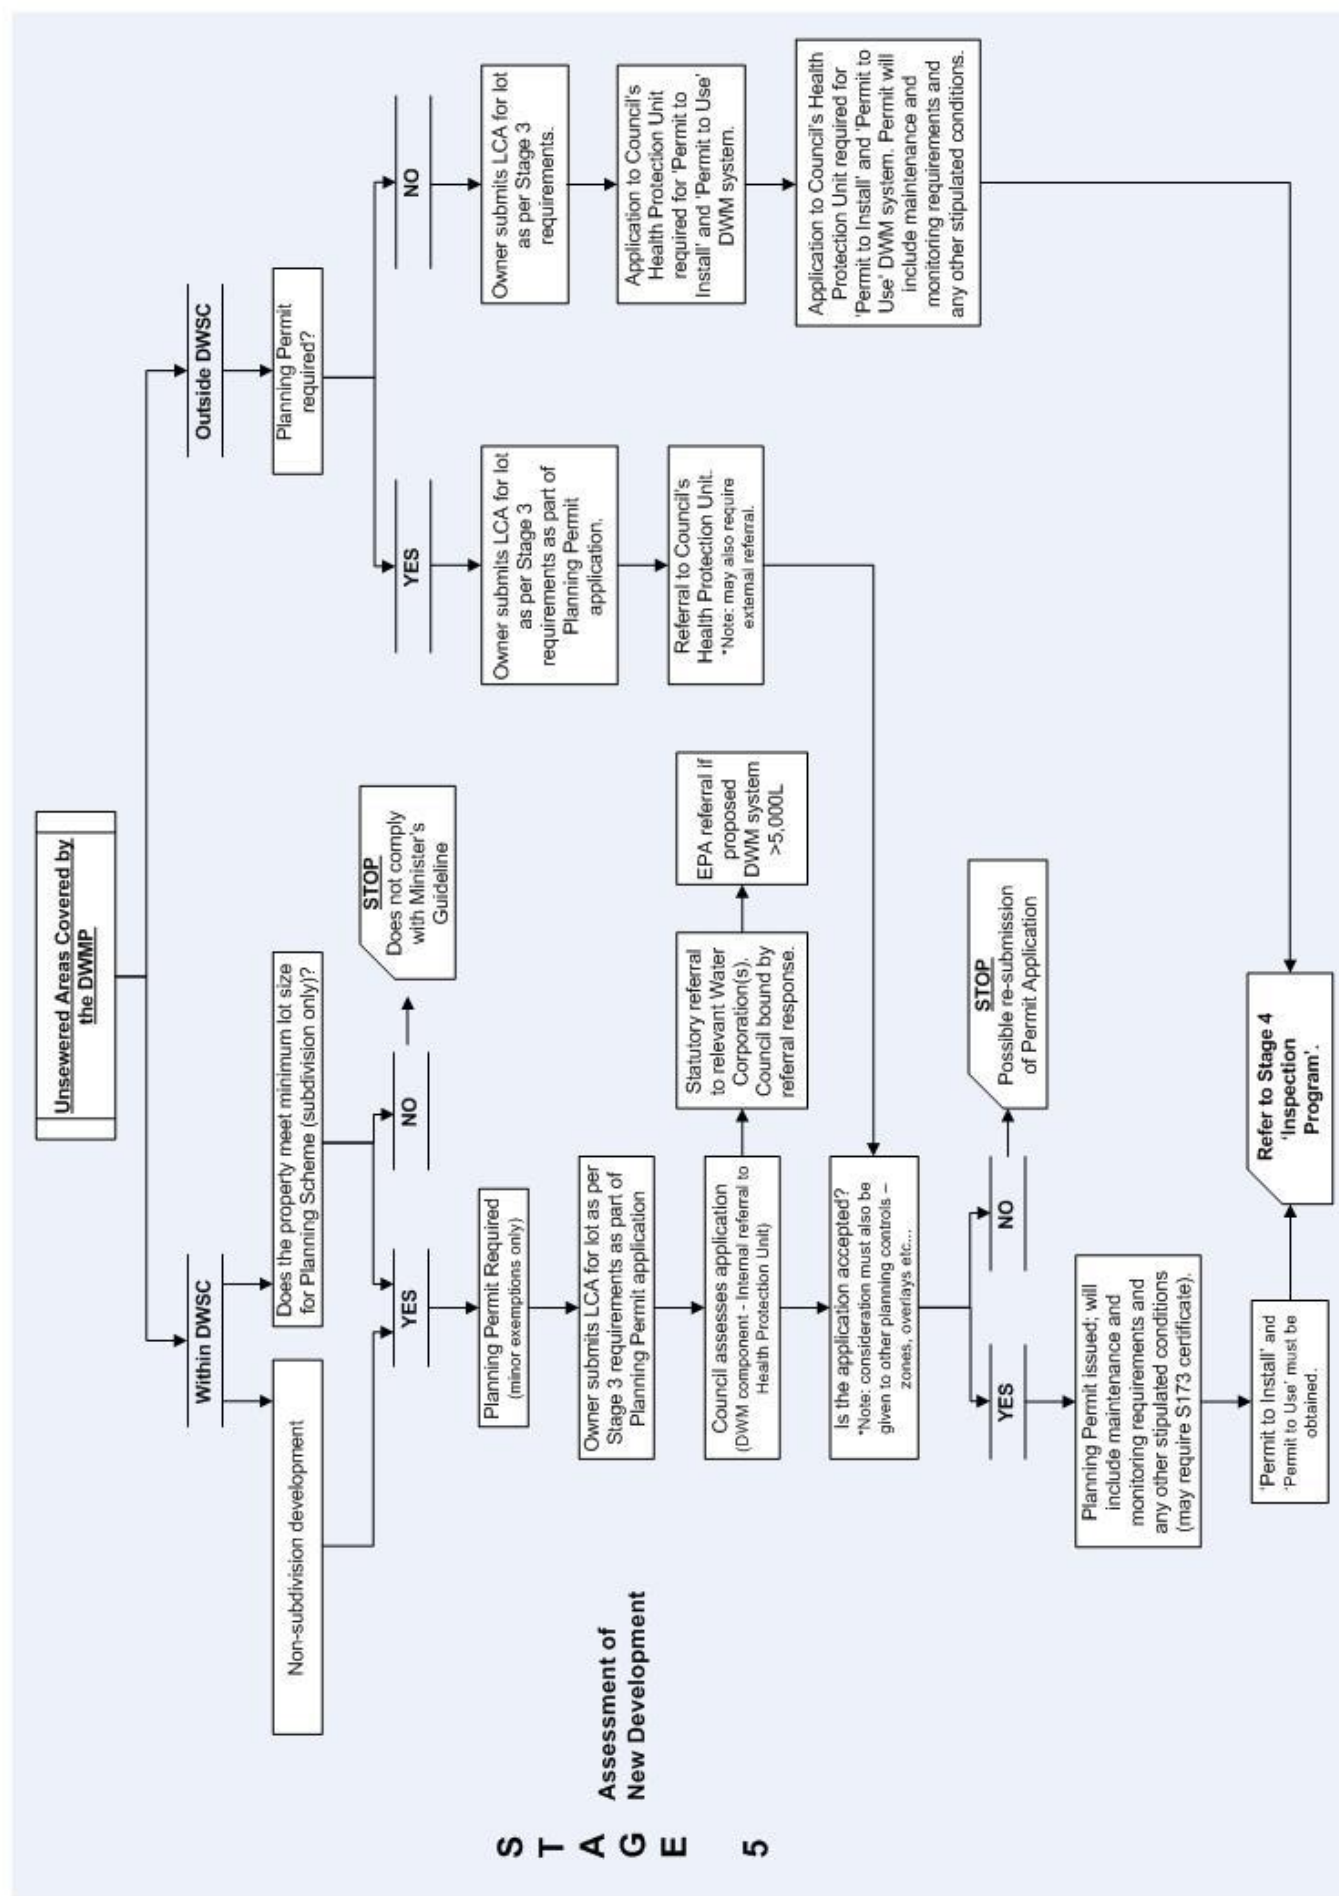 Unsewered Areas Covered by
the DWMP
Within DWSC
Outside DWSC
Non-subdivision development
Does the property meet minimum lot size
for Planning Scheme (subdivision only)?
Planning Permit
required?
YES
NO
STOP
Does not comply
with Minister's
Guideline
YES
NO
Planning Permit Required
(minor exemptions only)
Owner submits LCA for lot
as per Stage 3
requirements as part of
Planning Permit
application.
Owner submits LCA for lot
as per Stage 3
requirements.
Owner submits LCA for lot as per
Stage 3 requirements as part of
Planning Permit application
Application to Council's
Health Protection Unit
required for 'Permit to
Install' and 'Permit to Use'
DWM system.
Council assesses application
(DWM component - Internal referral to
Health Protection Unit)
Statutory referral
to relevant Water
Corporation(s).
Council bound by
referral response.
EPA referral if
proposed
DWM system
>5,000L
Referral to Council's
Health Protection Unit.
*Note: may also require
external referral.
Application to Council's Health
Protection Unit required for
'Permit to Install' and 'Permit to
Use' DWM system. Permit will
include maintenance and
monitoring requirements and
any other stipulated conditions.
Is the application accepted?
*Note: consideration must also be
given to other planning controls –
zones, overlays etc...
YES
NO
STOP
Possible re-submission
of Permit Application
Planning Permit issued; will
include maintenance and
monitoring requirements and
any other stipulated conditions
(may require S173 certificate).
'Permit to Install' and
'Permit to Use' must be
obtained.
Refer to Stage 4
'Inspection
Program'.
S
T
A
G
E
5
Assessment of
New Development